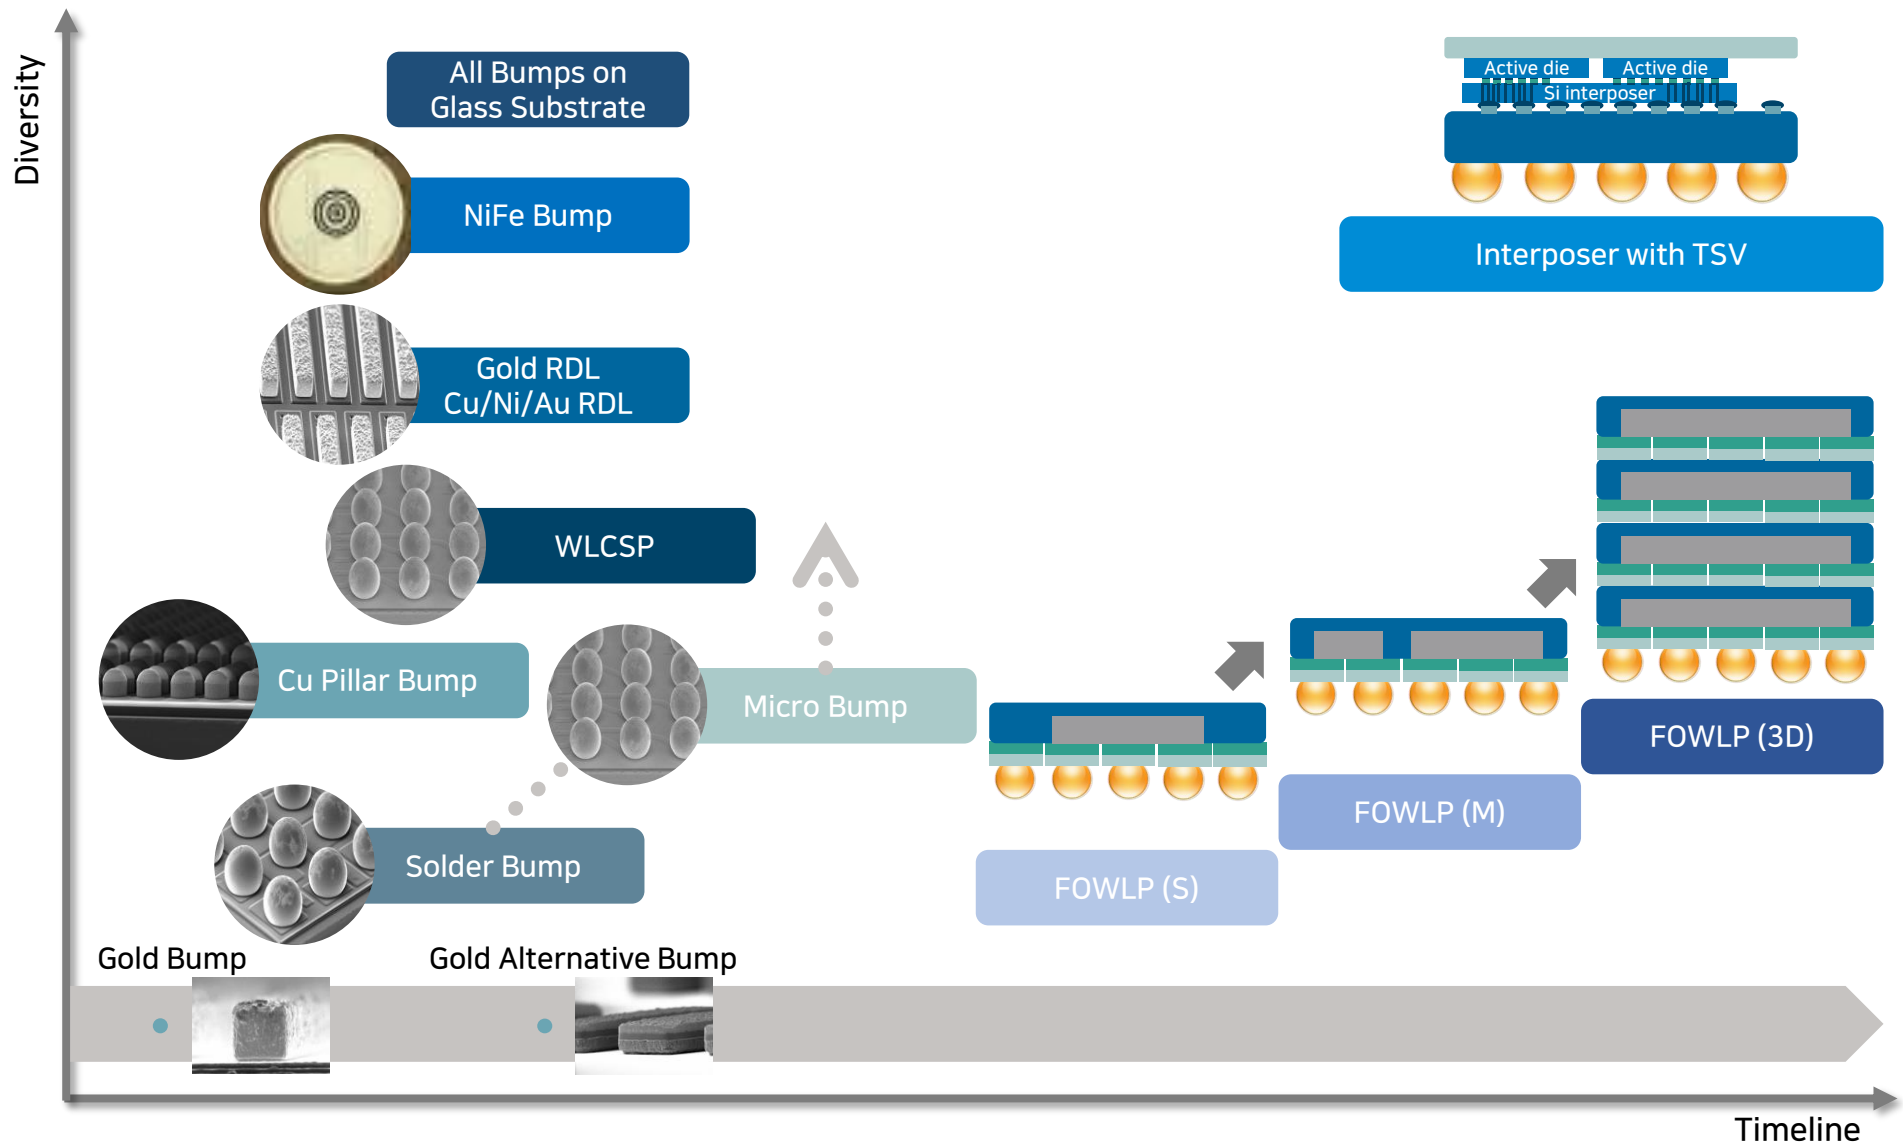 Diversity
All Bumps on
Glass Substrate
NiFe Bump
Gold RDL
Cu/Ni/Au RDL
WLCSP
Cu Pillar Bump
Micro Bump
Solder Bump
Gold Bump
Gold Alternative Bump
Active die
Active die
Si interposer
Interposer with TSV
FOWLP (3D)
FOWLP (M)
FOWLP (S)
Timeline